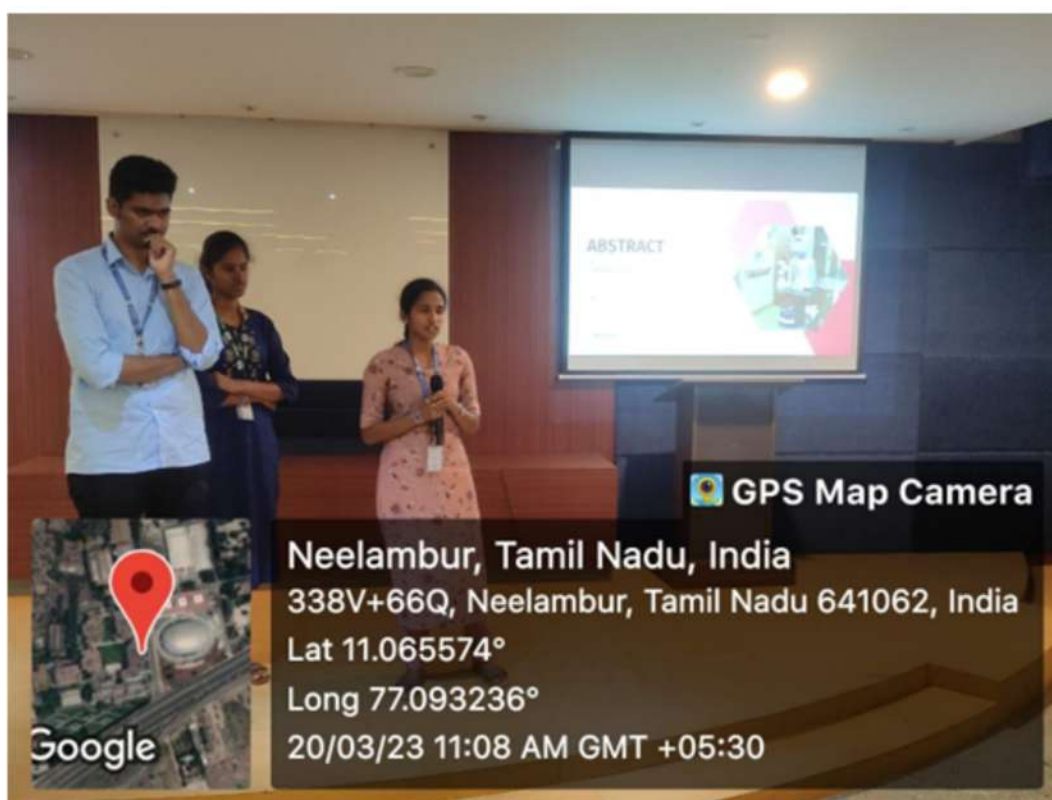 ABSTRACT
GPS Map Camera
Neelambur, Tamil Nadu, India
338V+66Q, Neelambur, Tamil Nadu 641062, India
Lat 11.065574°
Long 77.093236°
20/03/23 11:08 AM GMT +05:30
Google